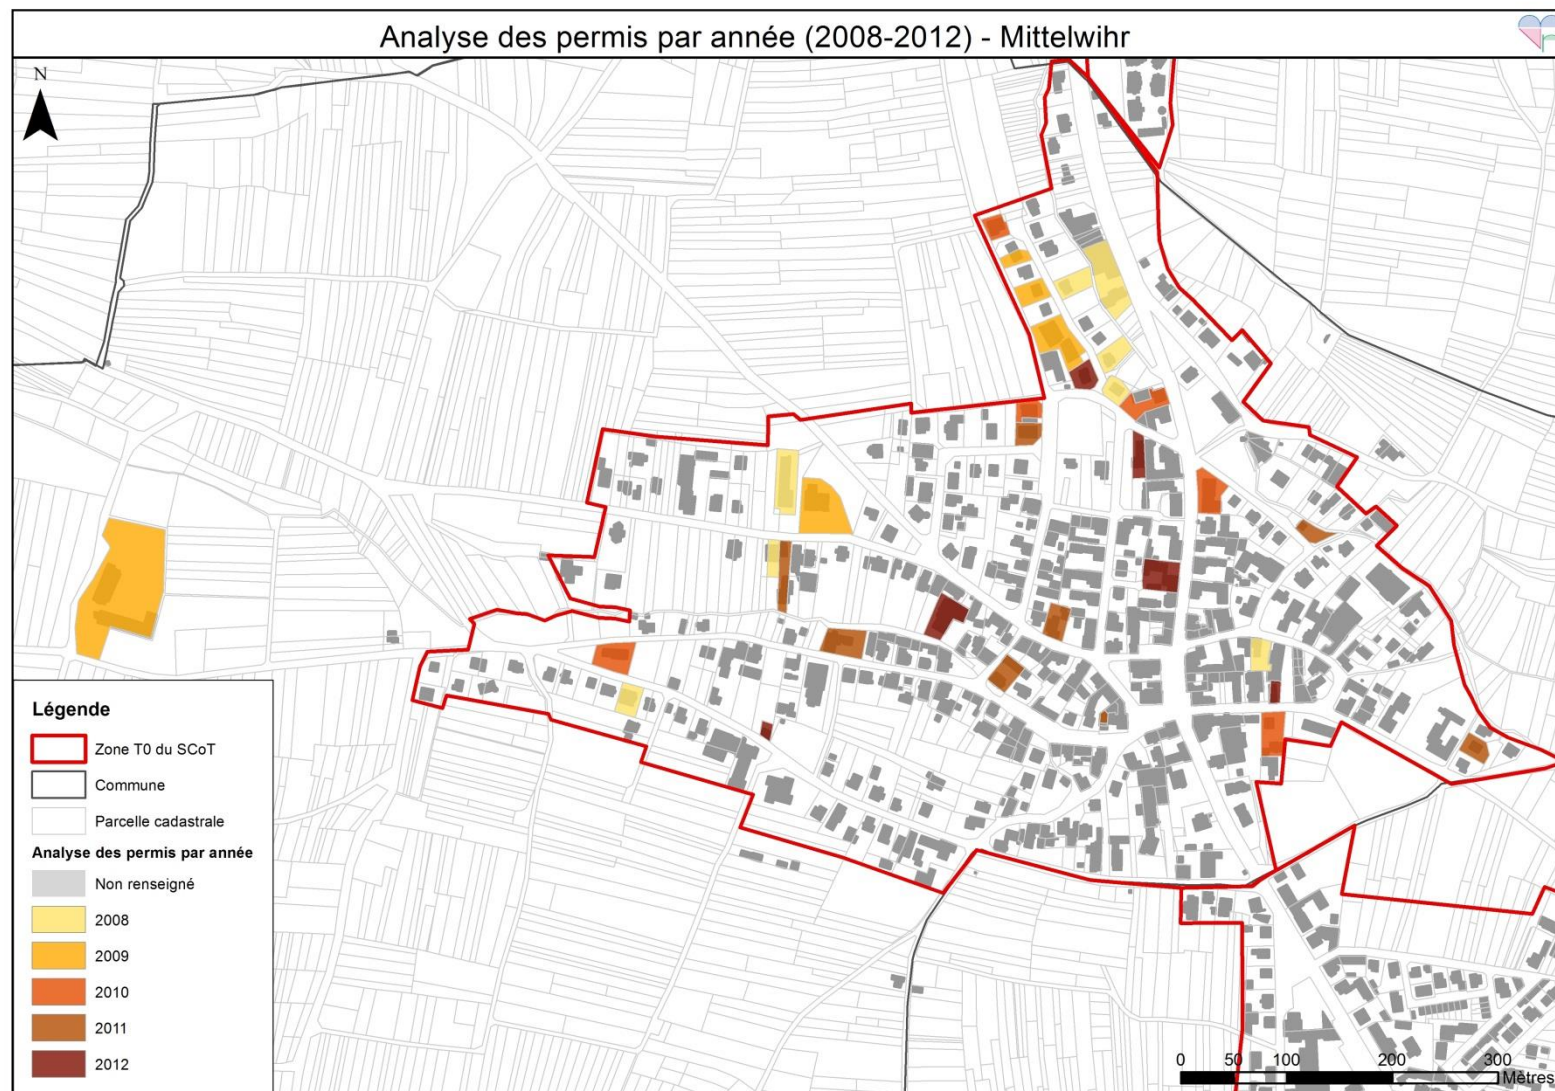 Analyse des permis par année (2008-2012) - Mittelwihr
N
Légende
Zone T0 du SCoT
Commune
Parcelle cadastrale
Analyse des permis par année
Non renseigné
2008
2009
2010
2011
2012
0 50 100 200 300
Mètres